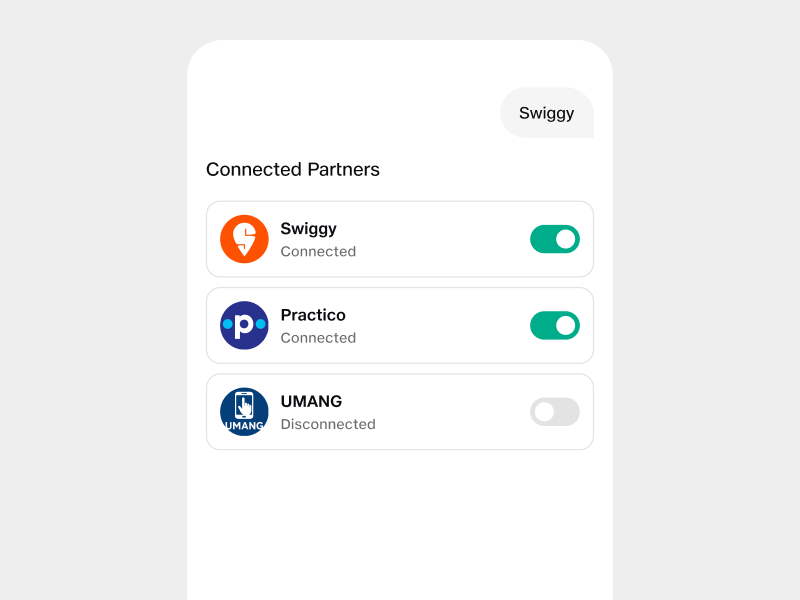 Swiggy
Connected Partners
Swiggy
Connected
Practico
Connected
p
UMANG
Disconnected
UMANG